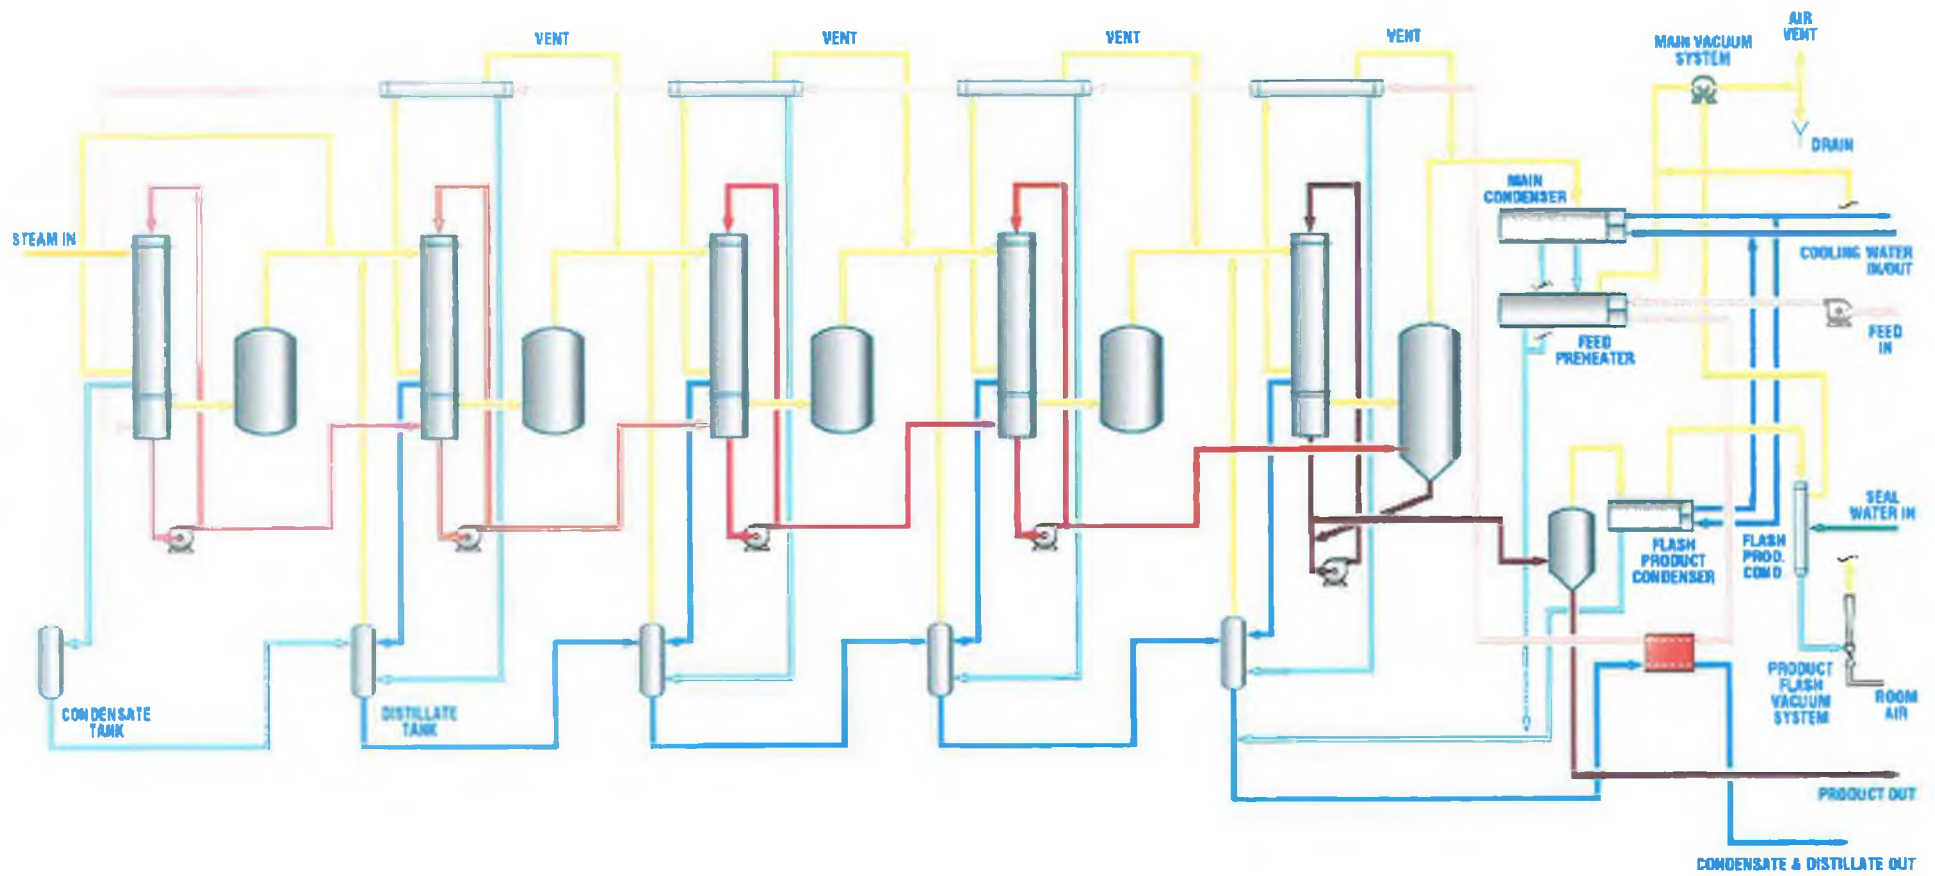 VENT
VENT
VENT
VENT
AIR
VENT
MAIN VACUUM
SYSTEM
DRAIN
MAIN
CONDENSER
STEAM IN
COOLING WATER
IN/OUT
FEED
IN
FEED
PREHEATER
SEAL
WATER IN
FLASH
PRODUCT
CONDENSER
FLASH
PROD.
COND.
CONDENSATE
TANK
DISTILLATE
TANK
PRODUCT
FLASH
VACUUM
SYSTEM
ROOM
AIR
PRODUCT OUT
CONDENSATE & DISTILLATE OUT